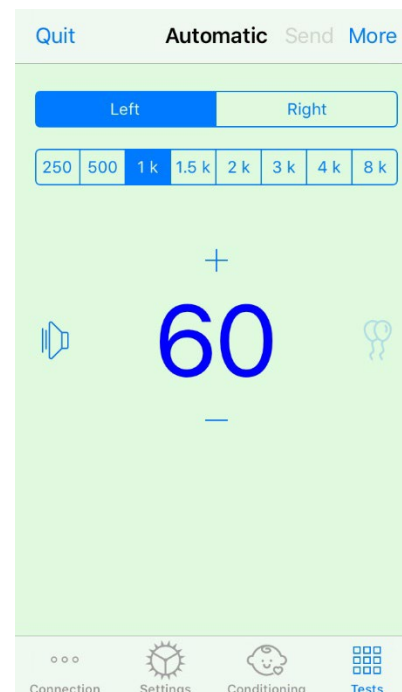 Quit Automatic Send More
Left Right
250 500 1 k 1.5 k 2 k 3 k 4 k 8 k
+
60
−
Connection Settings Conditioning Tests